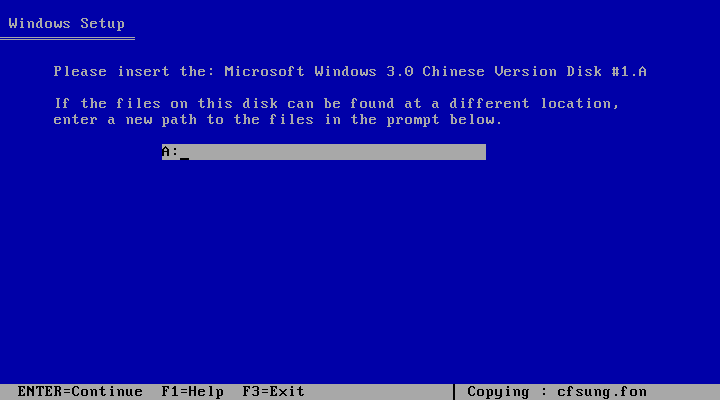 Windows Setup
Please insert the: Microsoft Windows 3.0 Chinese Version Disk #1.A
If the files on this disk can be found at a different location,
enter a new path to the files in the prompt below.
A:_
ENTER=Continue  F1=Help  F3=Exit | Copying : cfsung.fon